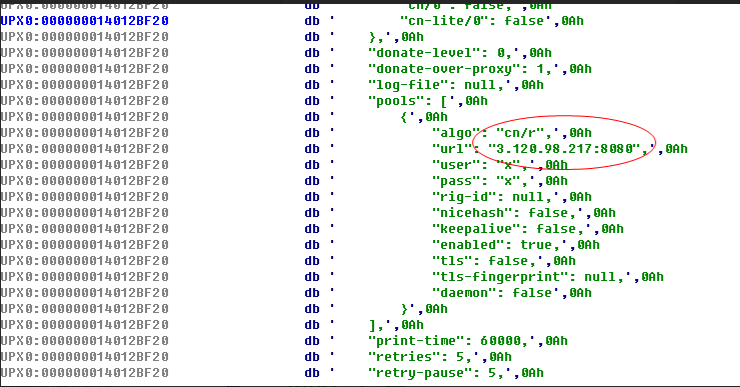 db ' "cn/0": false, ',0Ah
UPX0:000000014012BF20 db ' "cn-lite/0": false',0Ah
UPX0:000000014012BF20 db ' },',0Ah
UPX0:000000014012BF20 db ' "donate-level": 0,',0Ah
UPX0:000000014012BF20 db ' "donate-over-proxy": 1,',0Ah
UPX0:000000014012BF20 db ' "log-file": null,',0Ah
UPX0:000000014012BF20 db ' "pools": [',0Ah
UPX0:000000014012BF20 db ' {',0Ah
UPX0:000000014012BF20 db ' "algo": "cn/r",',0Ah
UPX0:000000014012BF20 db ' "url": "3.120.98.217:8080",',0Ah
UPX0:000000014012BF20 db ' "user": "x",',0Ah
UPX0:000000014012BF20 db ' "pass": "x",',0Ah
UPX0:000000014012BF20 db ' "rig-id": null,',0Ah
UPX0:000000014012BF20 db ' "nicehash": false,',0Ah
UPX0:000000014012BF20 db ' "keepalive": false,',0Ah
UPX0:000000014012BF20 db ' "enabled": true,',0Ah
UPX0:000000014012BF20 db ' "tls": false,',0Ah
UPX0:000000014012BF20 db ' "tls-fingerprint": null,',0Ah
UPX0:000000014012BF20 db ' "daemon": false',0Ah
UPX0:000000014012BF20 db ' }',0Ah
UPX0:000000014012BF20 db ' ],',0Ah
UPX0:000000014012BF20 db ' "print-time": 60000,',0Ah
UPX0:000000014012BF20 db ' "retries": 5,',0Ah
UPX0:000000014012BF20 db ' "retry-pause": 5,',0Ah